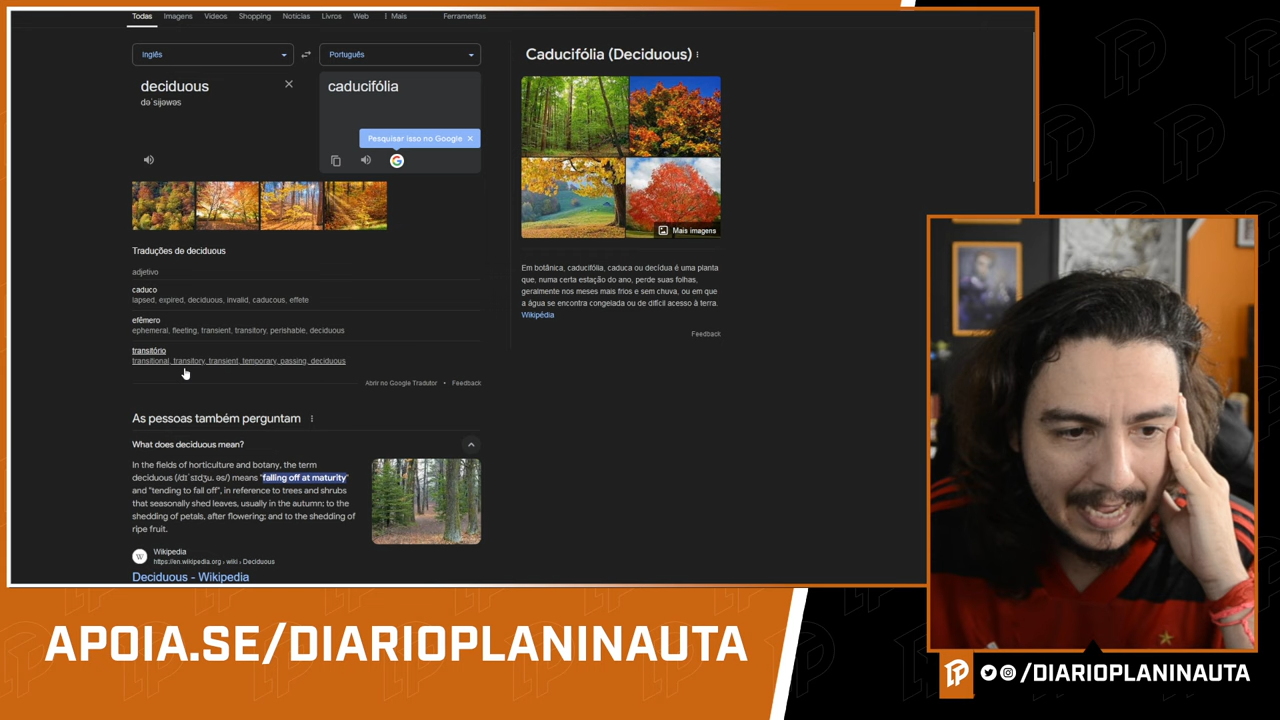 Todas Imagens Vídeos Shopping Notícias Livros Web Mais Ferramentas
Inglês
Português
deciduous
dəˈsijəwəs
caducifólia
Pesquisar isso no Google
Traduções de deciduous
adjetivo
caduco
lapsed, expired, deciduous, invalid, caducous, effete
efêmero
ephemeral, fleeting, transient, transitory, perishable, deciduous
transitório
transitional, transitory, transient, temporary, passing, deciduous
Abrir no Google Tradutor • Feedback
As pessoas também perguntam
What does deciduous mean?
In the fields of horticulture and botany, the term
deciduous (/dɪˈsɪdʒu. əs/) means "falling off at maturity"
and "tending to fall off", in reference to trees and shrubs
that seasonally shed leaves, usually in the autumn; to the
shedding of petals, after flowering; and to the shedding of
ripe fruit.
Wikipedia
https://en.wikipedia.org › wiki › Deciduous
Deciduous - Wikipedia
Caducifólia (Deciduous)
Mais imagens
Em botânica, caducifólia, caduca ou decídua é uma planta
que, numa certa estação do ano, perde suas folhas,
geralmente nos meses mais frios e sem chuva, ou em que
a água se encontra congelada ou de difícil acesso à terra.
Wikipédia
Feedback
APOIA.SE/DIARIOPLANINAUTA
/DIARIOPLANINAUTA